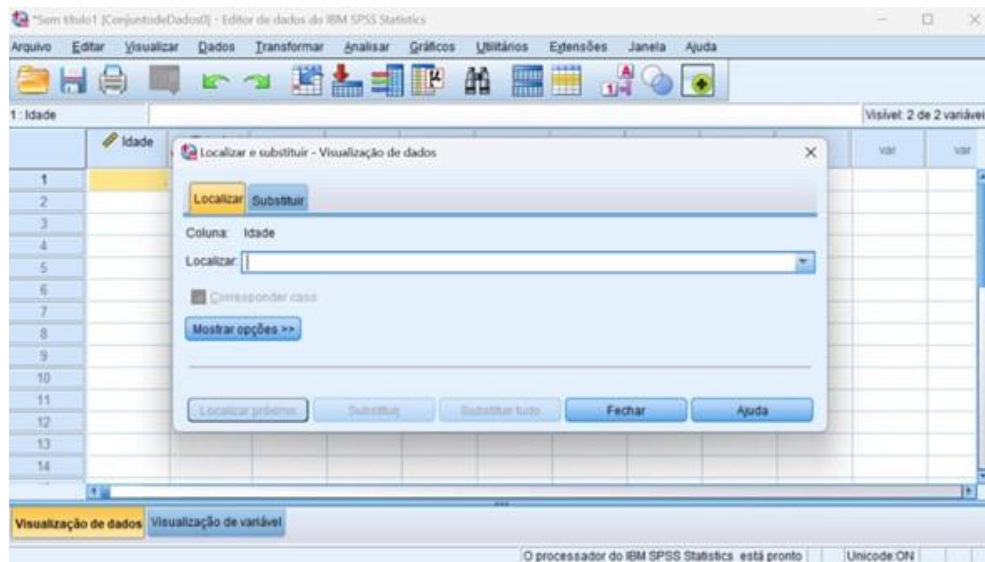 *Sem título1 [ConjuntodeDados0] - Editor de dados do IBM SPSS Statistics
Arquivo Editar Visualizar Dados Transformar Analisar Gráficos Utilitários Extensões Janela Ajuda
1 : Idade
Visível: 2 de 2 variávei
Idade
var var
Localizar e substituir - Visualização de dados
Localizar Substituir
Coluna: Idade
Localizar:
Corresponder caso
Mostrar opções >>
Localizar próximo Substituir Substituir tudo Fechar Ajuda
1
2
3
4
5
6
7
8
9
10
11
12
13
14
Visualização de dados Visualização de variável
O processador do IBM SPSS Statistics está pronto Unicode:ON